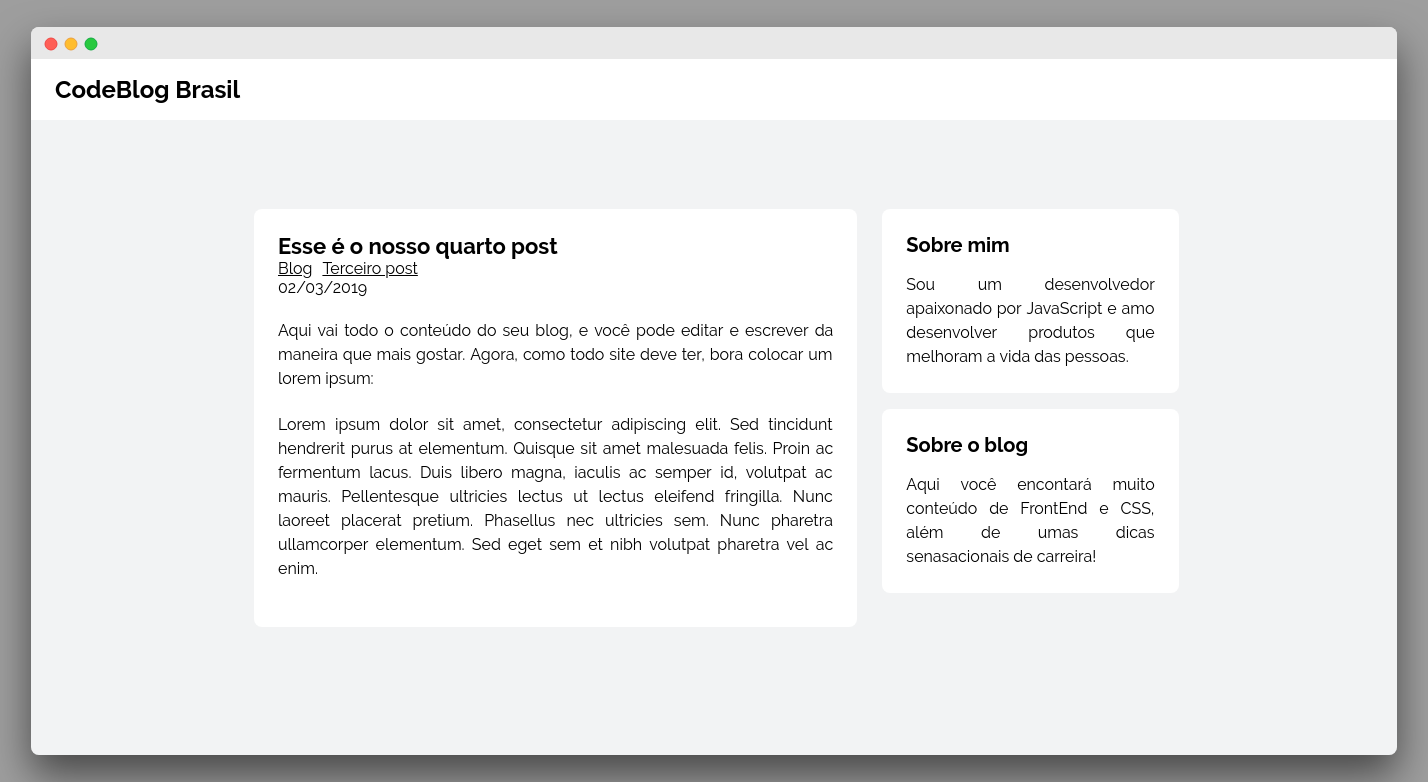 CodeBlog Brasil
Esse é o nosso quarto post
Blog Terceiro post
02/03/2019
Aqui vai todo o conteúdo do seu blog, e você pode editar e escrever da
maneira que mais gostar. Agora, como todo site deve ter, bora colocar um
lorem ipsum:
Lorem ipsum dolor sit amet, consectetur adipiscing elit. Sed tincidunt
hendrerit purus at elementum. Quisque sit amet malesuada felis. Proin ac
fermentum lacus. Duis libero magna, iaculis ac semper id, volutpat ac
mauris. Pellentesque ultricies lectus ut lectus eleifend fringilla. Nunc
laoreet placerat pretium. Phasellus nec ultricies sem. Nunc pharetra
ullamcorper elementum. Sed eget sem et nibh volutpat pharetra vel ac
enim.
Sobre mim
Sou um desenvolvedor
apaixonado por JavaScript e amo
desenvolver produtos que
melhoram a vida das pessoas.
Sobre o blog
Aqui você encontará muito
conteúdo de FrontEnd e CSS,
além de umas dicas
senasacionais de carreira!